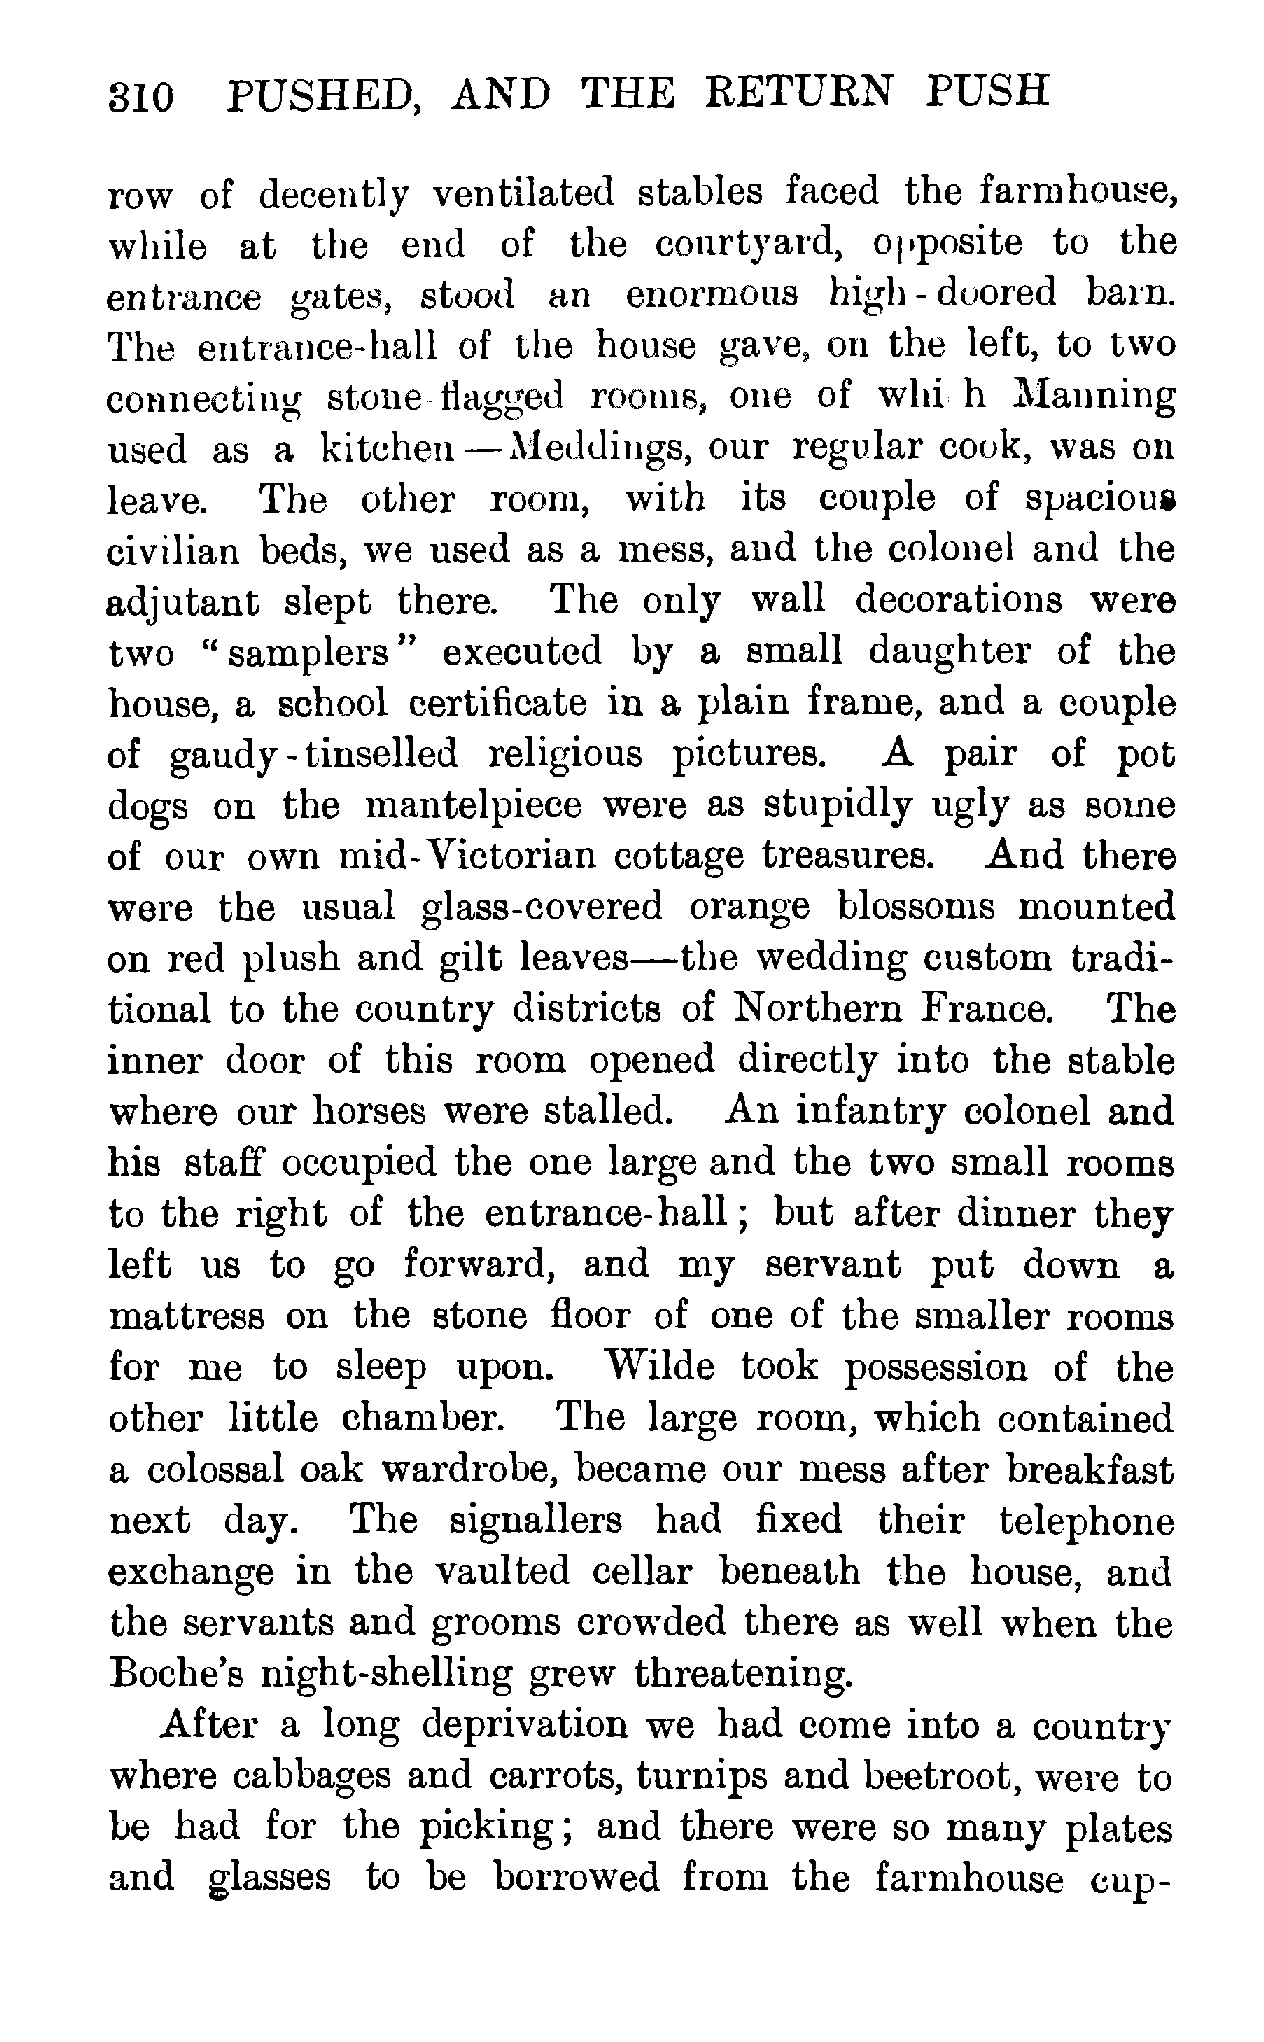 310 PUSHED, AND THE RETURN PUSH
row of decently ventilated stables faced the farmhouse,
while at the end of the courtyard, opposite to the
entrance gates, stood an enormous high-doored barn.
The entrance-hall of the house gave, on the left, to two
connecting stone-flagged rooms, one of which Manning
used as a kitchen—Meddings, our regular cook, was on
leave. The other room, with its couple of spacious
civilian beds, we used as a mess, and the colonel and the
adjutant slept there. The only wall decorations were
two “samplers” executed by a small daughter of the
house, a school certificate in a plain frame, and a couple
of gaudy-tinselled religious pictures. A pair of pot
dogs on the mantelpiece were as stupidly ugly as some
of our own mid-Victorian cottage treasures. And there
were the usual glass-covered orange blossoms mounted
on red plush and gilt leaves—the wedding custom tradi-
tional to the country districts of Northern France. The
inner door of this room opened directly into the stable
where our horses were stalled. An infantry colonel and
his staff occupied the one large and the two small rooms
to the right of the entrance-hall; but after dinner they
left us to go forward, and my servant put down a
mattress on the stone floor of one of the smaller rooms
for me to sleep upon. Wilde took possession of the
other little chamber. The large room, which contained
a colossal oak wardrobe, became our mess after breakfast
next day. The signallers had fixed their telephone
exchange in the vaulted cellar beneath the house, and
the servants and grooms crowded there as well when the
Boche’s night-shelling grew threatening.
After a long deprivation we had come into a country
where cabbages and carrots, turnips and beetroot, were to
be had for the picking; and there were so many plates
and glasses to be borrowed from the farmhouse cup-